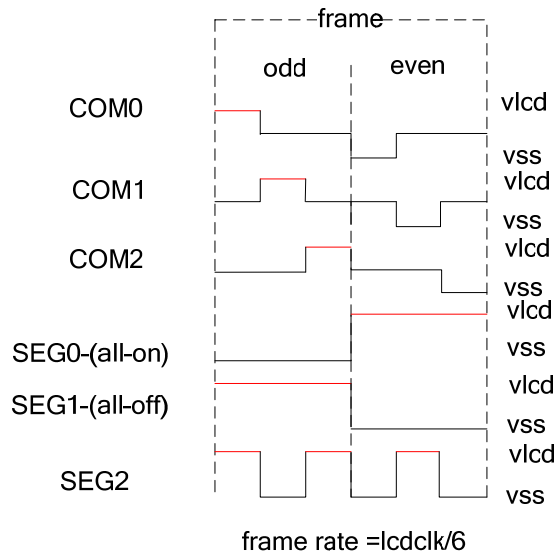 frame
odd even
COM0 vlcd
vss
COM1 vlcd
vss
COM2 vlcd
vss
vlcd
SEG0-(all-on) vss
SEG1-(all-off) vlcd
vss
SEG2 vlcd
vss
frame rate =lcdclk/6